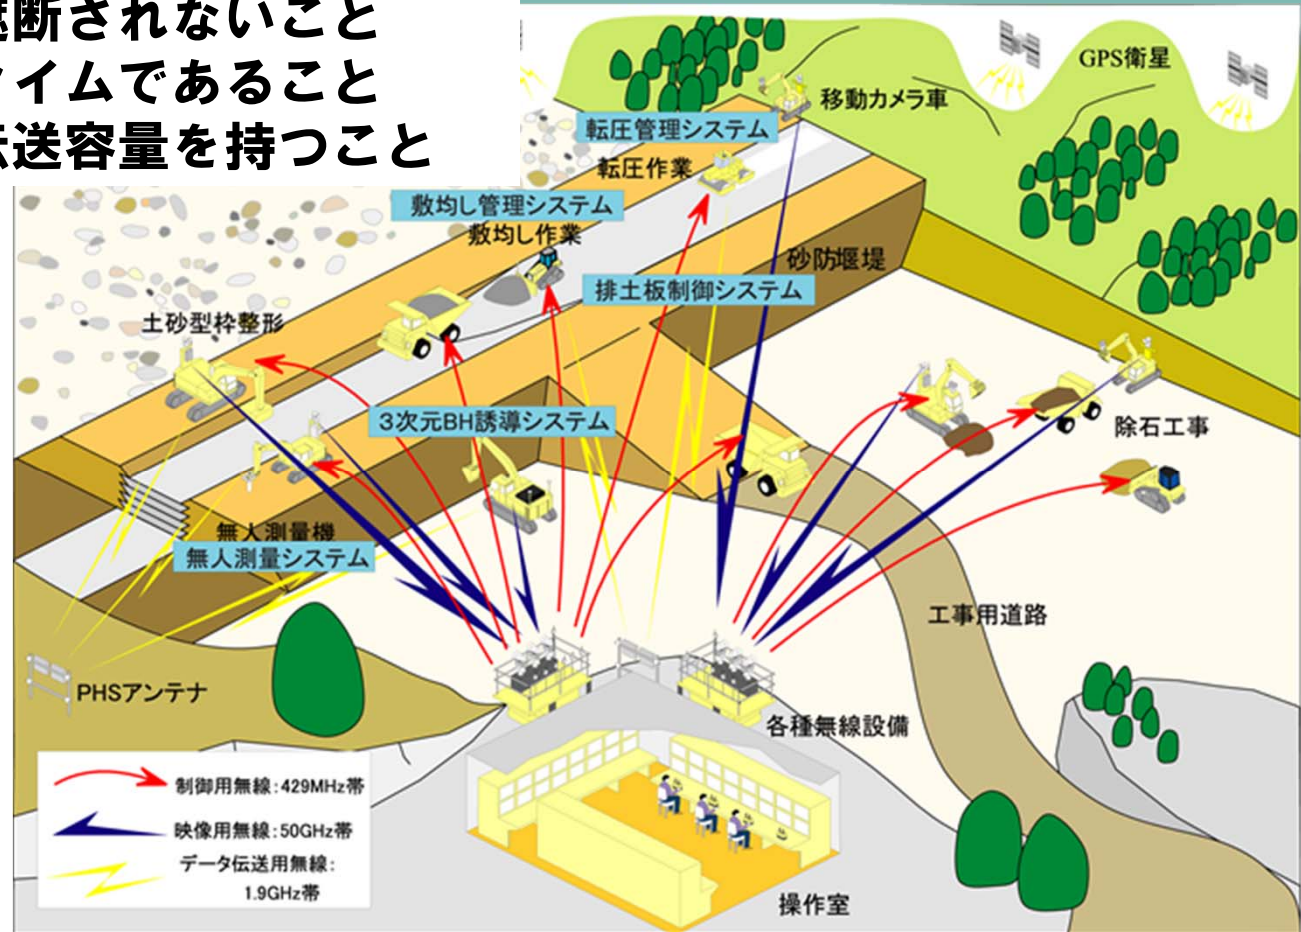 断されないこと
イムであること
送容量を持つこと
GPS衛星
移動カメラ車
転圧管理システム
転圧作業
敷均し管理システム
敷均し作業
砂防堰堤
排土板制御システム
土砂型枠整形
3次元BH誘導システム
除石工事
無人測量機
無人測量システム
工事用道路
PHSアンテナ
各種無線設備
制御用無線:429MHz帯
映像用無線:50GHz帯
データ伝送用無線:
1.9GHz帯
操作室